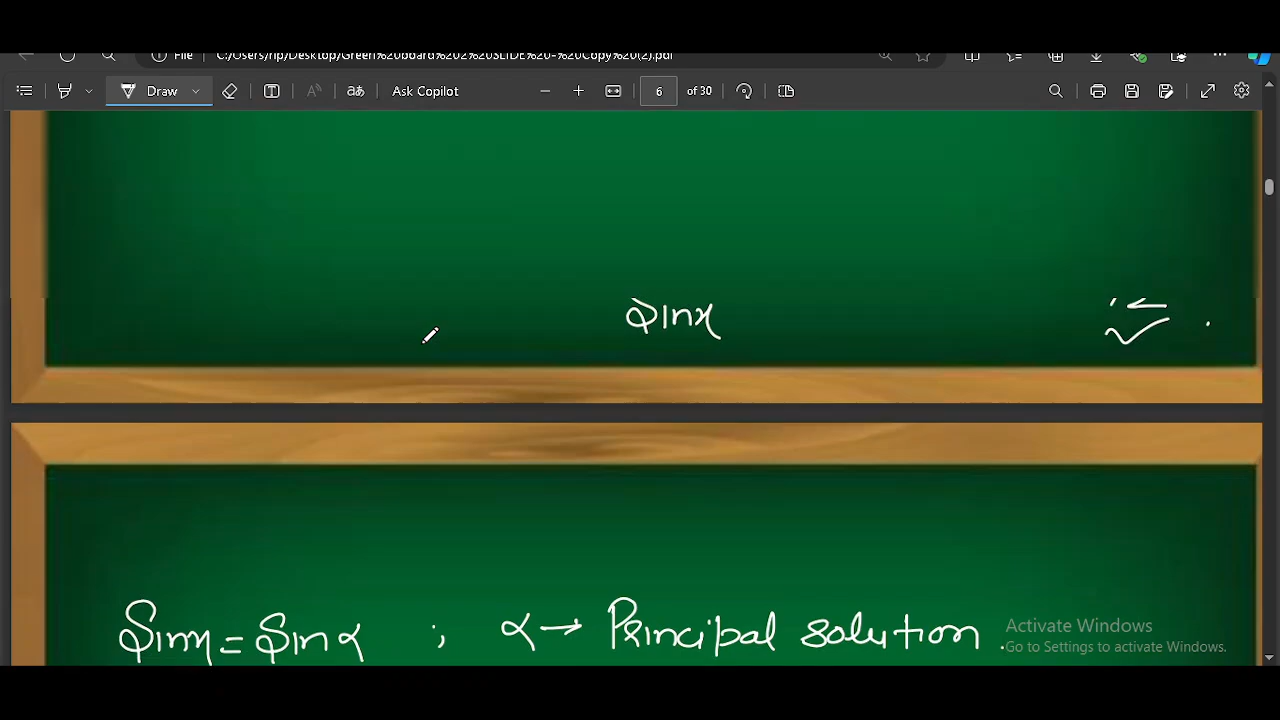 File C:/Users/hp/Desktop/Green%20board%202%20SLIDE%20-%20Copy%20(2).pdf
Draw Ask Copilot 6 of 30
Sinx
Sinx = Sin α ; α → Principal solution .
Activate Windows
Go to Settings to activate Windows.